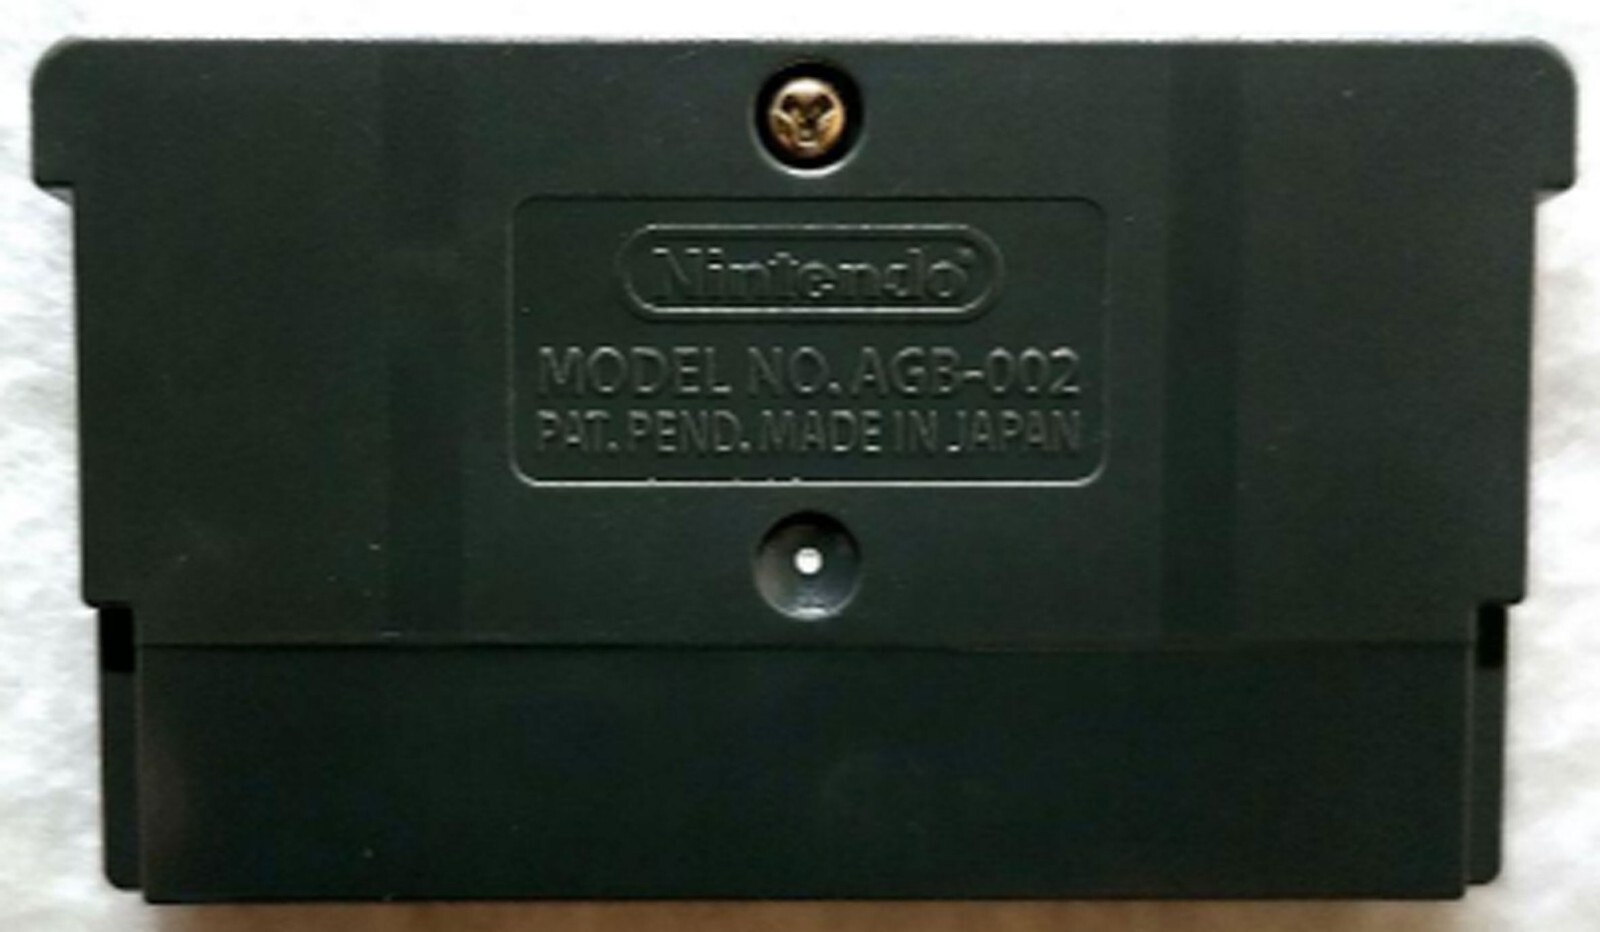 Nintendo®
MODEL NO. AGB-002
PAT. PEND. MADE IN JAPAN